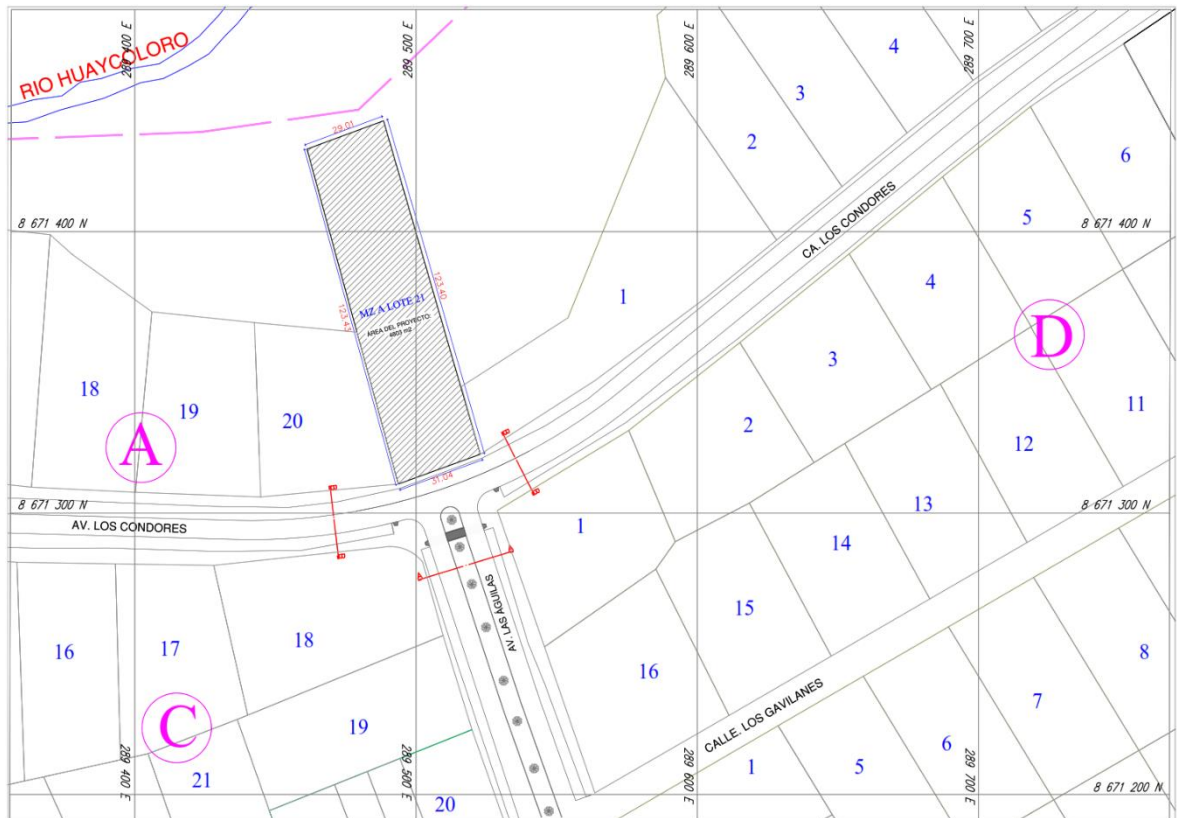 289 400 E
289 500 E
289 600 E
289 700 E
RIO HUAYCOLORO
4
3
2
6
29.01
8 671 400 N
8 671 400 N
5
CA. LOS CONDORES
4
1
123.40
MZ A LOTE 21
123.43
AREA DEL PROYECTO:
4603 m2
D
3
18
19
20
2
11
12
A
31.04
13
8 671 300 N
8 671 300 N
AV. LOS CONDORES
1
14
15
AV. LAS AGUILAS
16
17
18
16
8
7
CALLE. LOS GAVILANES
C
19
6
21
1
5
20
289 400 E
289 500 E
289 600 E
289 700 E
8 671 200 N